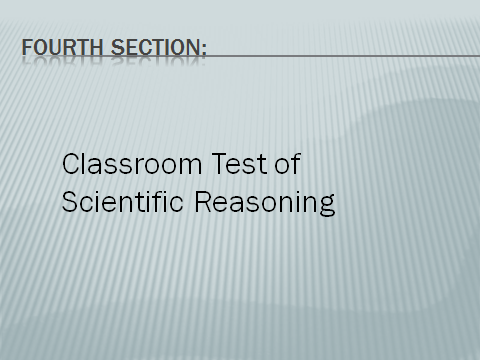 FOURTH SECTION:
Classroom Test of
Scientific Reasoning